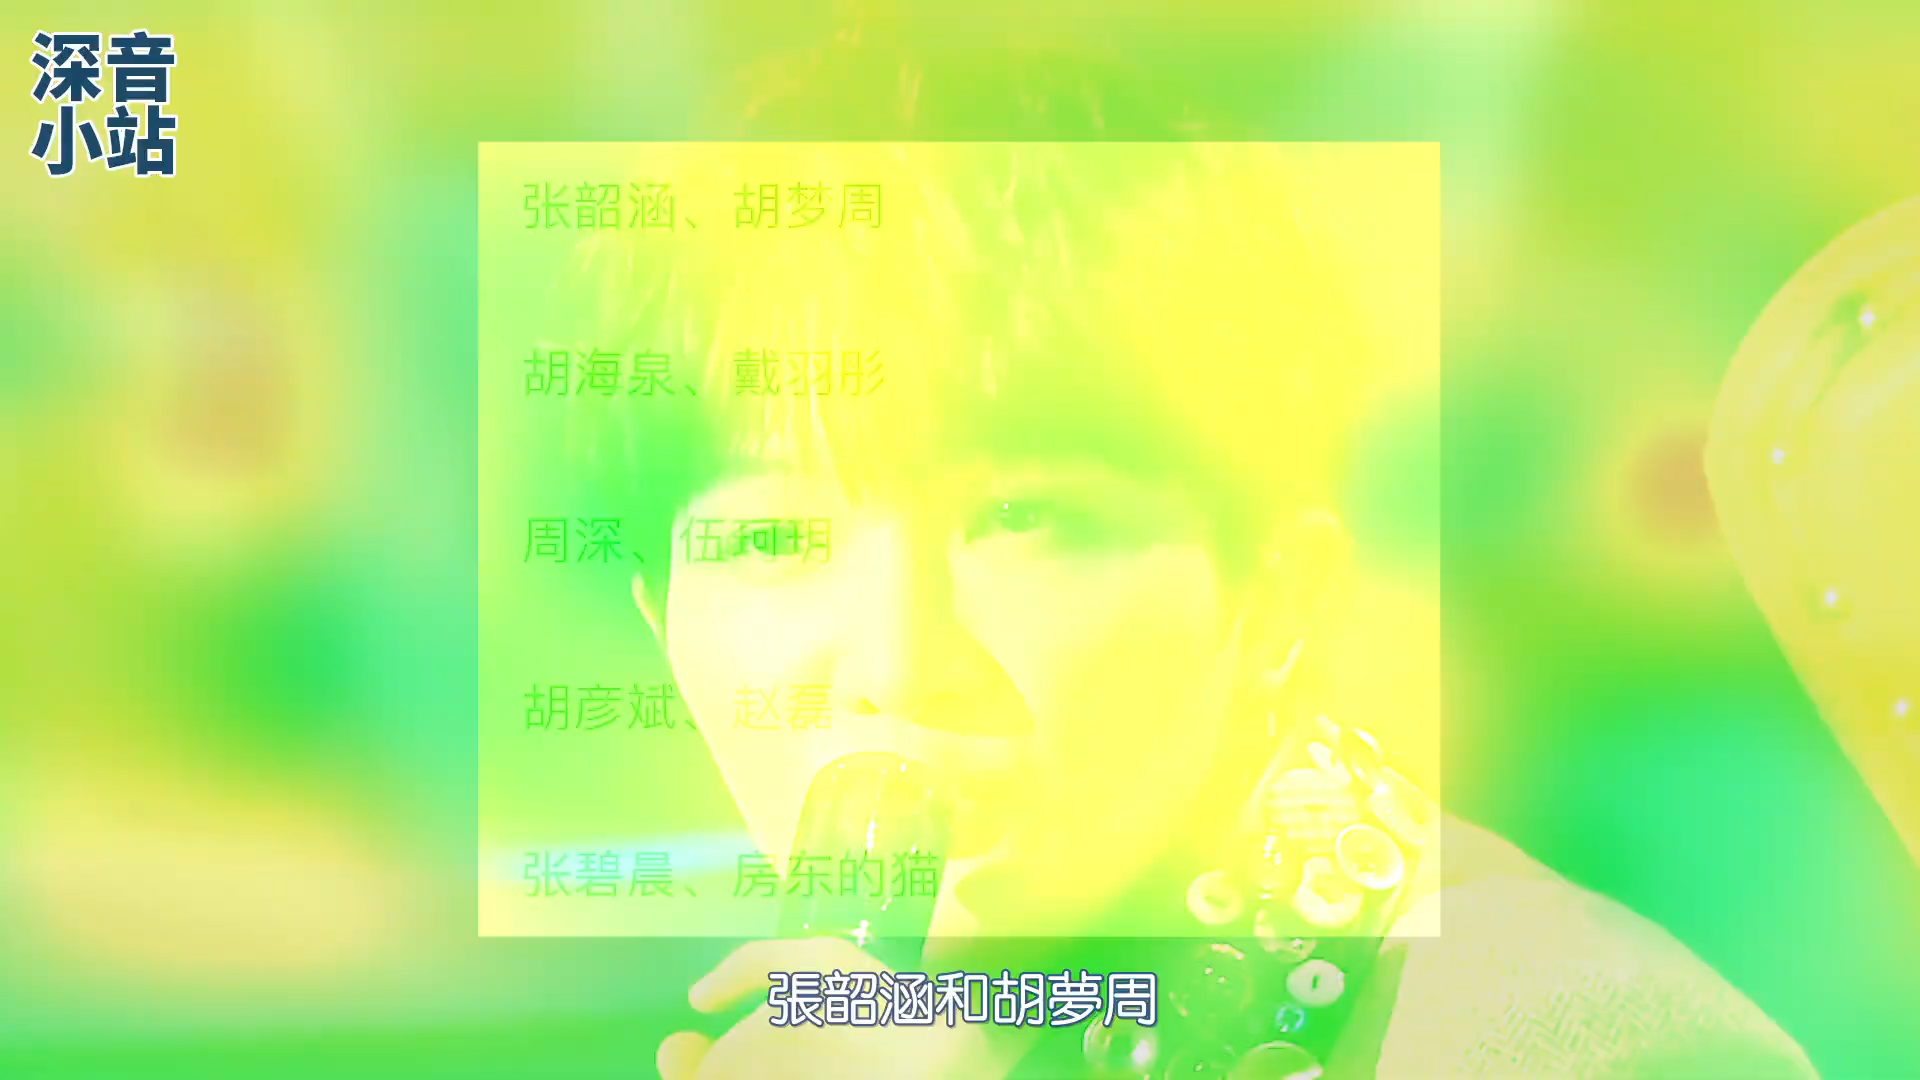 深音
小站
张韶涵、胡梦周
胡海泉、戴羽彤
周深、伍珂玥
胡彦斌、赵磊
张碧晨、房东的猫
張韶涵和胡夢周